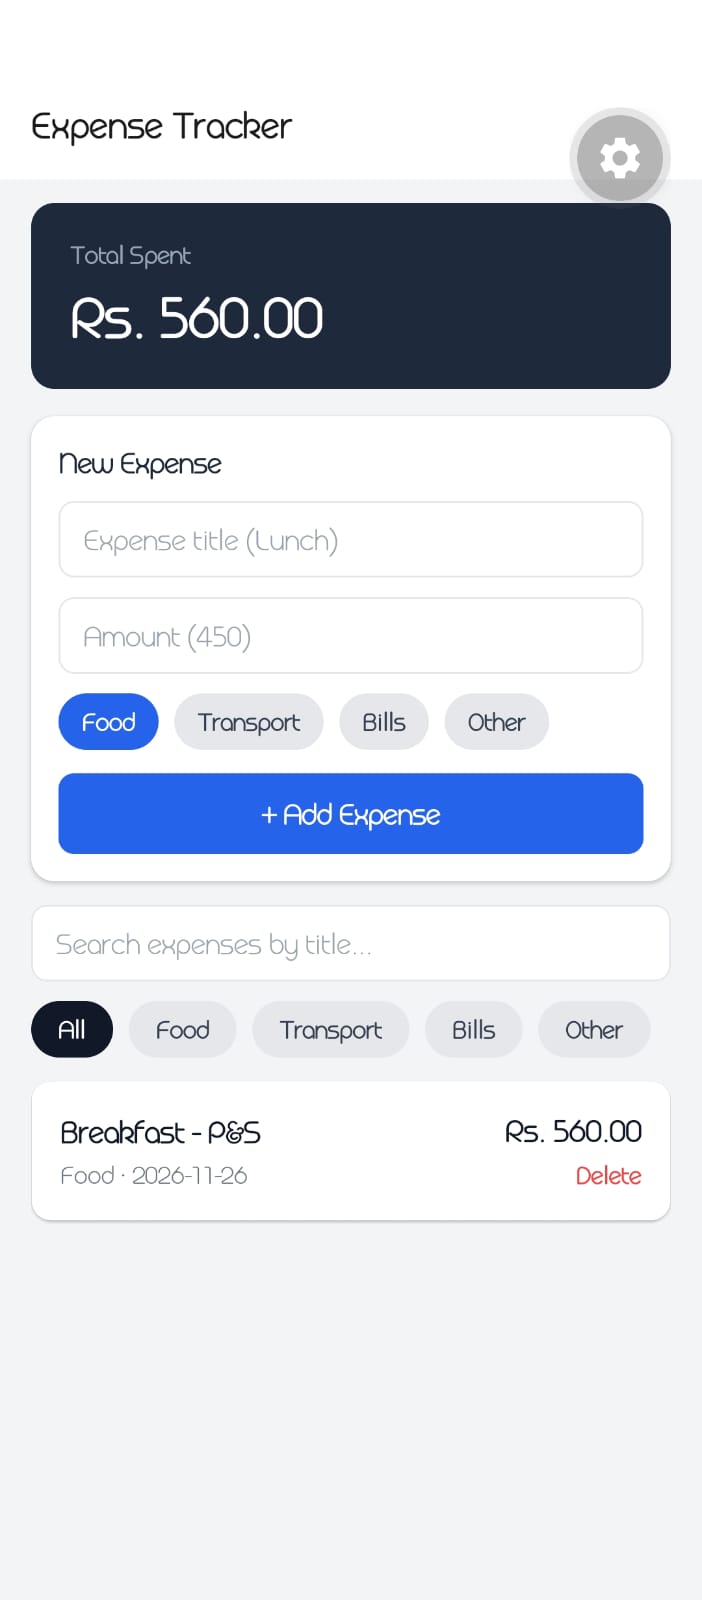 Expense Tracker
Total Spent
Rs. 560.00
New Expense
Expense title (Lunch)
Amount (450)
Food Transport Bills Other
+ Add Expense
Search expenses by title...
All Food Transport Bills Other
Breakfast - P&S Rs. 560.00
Food · 2026-11-26 Delete